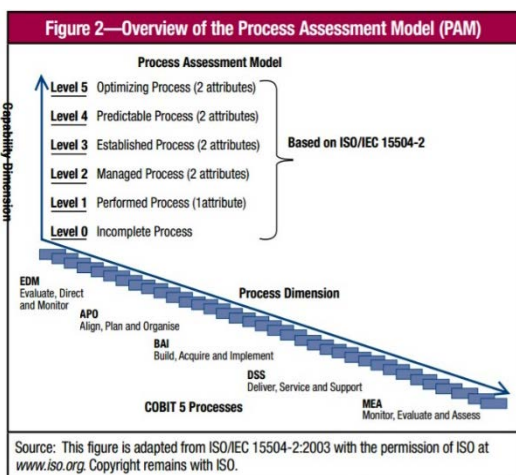 Figure 2—Overview of the Process Assessment Model (PAM)
Process Assessment Model
Level 5 Optimizing Process (2 attributes)
Level 4 Predictable Process (2 attributes)
Level 3 Established Process (2 attributes)
Level 2 Managed Process (2 attributes)
Level 1 Performed Process (1attribute)
Level 0 Incomplete Process
Based on ISO/IEC 15504-2
Capability Dimension
EDM
Evaluate, Direct
and Monitor
Process Dimension
APO
Align, Plan and Organise
BAI
Build, Acquire and Implement
DSS
Deliver, Service and Support
MEA
Monitor, Evaluate and Assess
COBIT 5 Processes
Source: This figure is adapted from ISO/IEC 15504-2:2003 with the permission of ISO at
www.iso.org. Copyright remains with ISO.